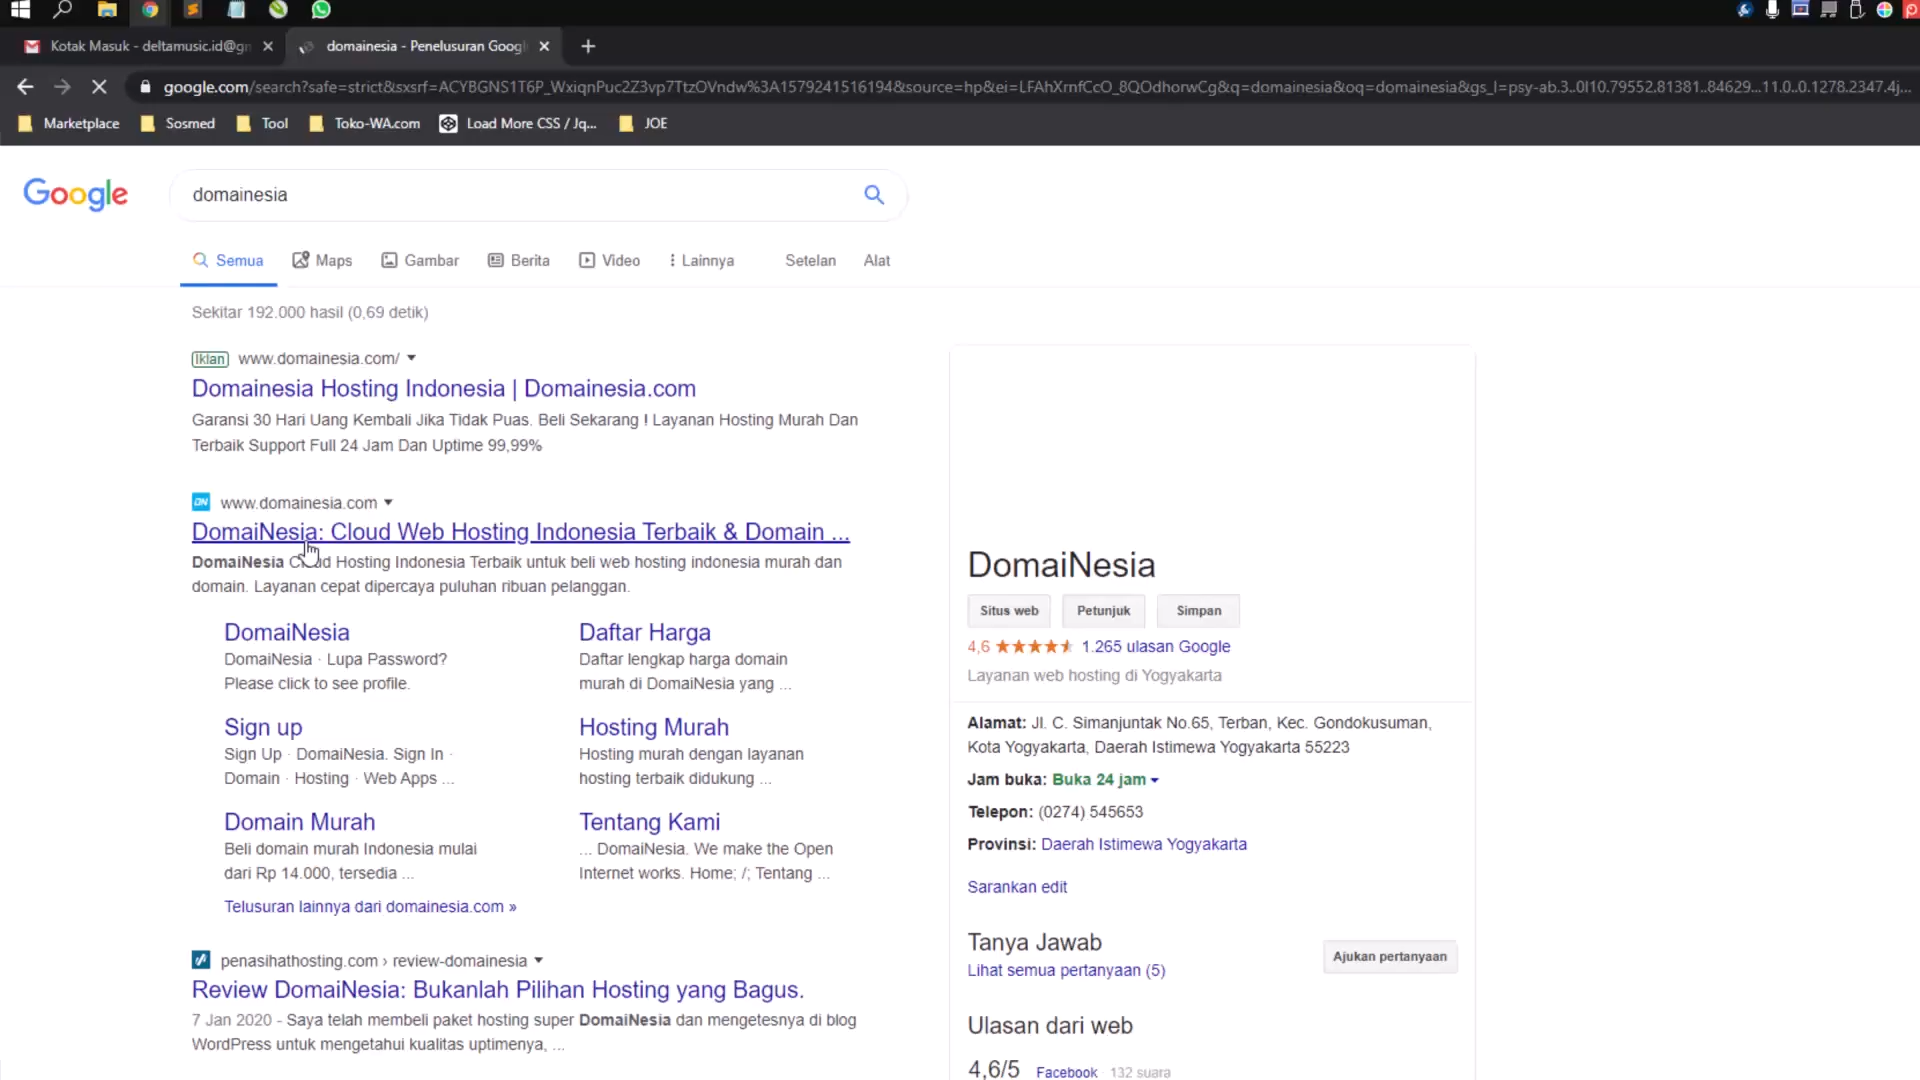 Kotak Masuk - deltamusic.id@gm
domainesia - Penelusuran Googl
google.com/search?safe=strict&sxsrf=ACYBGNS1T6P_WxiqnPuc2Z3vp7TtzOVndw%3A1579241516194&source=hp&ei=LFAhXrnfCcO_8QOdhorwCg&q=domainesia&oq=domainesia&gs_l=psy-ab.3..0l10.79552.81381..84629...11.0..0.1278.2347.4j...
Marketplace
Sosmed
Tool
Toko-WA.com
Load More CSS / Jq...
JOE
Google
domainesia
Semua
Maps
Gambar
Berita
Video
Lainnya
Setelan
Alat
Sekitar 192.000 hasil (0,69 detik)
Iklan www.domainesia.com/
Domainesia Hosting Indonesia | Domainesia.com
Garansi 30 Hari Uang Kembali Jika Tidak Puas. Beli Sekarang ! Layanan Hosting Murah Dan
Terbaik Support Full 24 Jam Dan Uptime 99,99%
DN www.domainesia.com
DomaiNesia: Cloud Web Hosting Indonesia Terbaik & Domain ...
DomaiNesia Cloud Hosting Indonesia Terbaik untuk beli web hosting indonesia murah dan
domain. Layanan cepat dipercaya puluhan ribuan pelanggan.
DomaiNesia
DomaiNesia · Lupa Password?
Please click to see profile.
Daftar Harga
Daftar lengkap harga domain
murah di DomaiNesia yang ...
Sign up
Sign Up · DomaiNesia. Sign In ·
Domain · Hosting · Web Apps ...
Hosting Murah
Hosting murah dengan layanan
hosting terbaik didukung ...
Domain Murah
Beli domain murah Indonesia mulai
dari Rp 14.000, tersedia ...
Tentang Kami
... DomaiNesia. We make the Open
Internet works. Home; /; Tentang ...
Telusuran lainnya dari domainesia.com »
penasihathosting.com › review-domainesia
Review DomaiNesia: Bukanlah Pilihan Hosting yang Bagus.
7 Jan 2020 - Saya telah membeli paket hosting super DomaiNesia dan mengetesnya di blog
WordPress untuk mengetahui kualitas uptimenya, ...
DomaiNesia
Situs web
Petunjuk
Simpan
4,6 1.265 ulasan Google
Layanan web hosting di Yogyakarta
Alamat: Jl. C. Simanjuntak No.65, Terban, Kec. Gondokusuman,
Kota Yogyakarta, Daerah Istimewa Yogyakarta 55223
Jam buka: Buka 24 jam
Telepon: (0274) 545653
Provinsi: Daerah Istimewa Yogyakarta
Sarankan edit
Tanya Jawab
Lihat semua pertanyaan (5)
Ajukan pertanyaan
Ulasan dari web
4,6/5 Facebook 132 suara